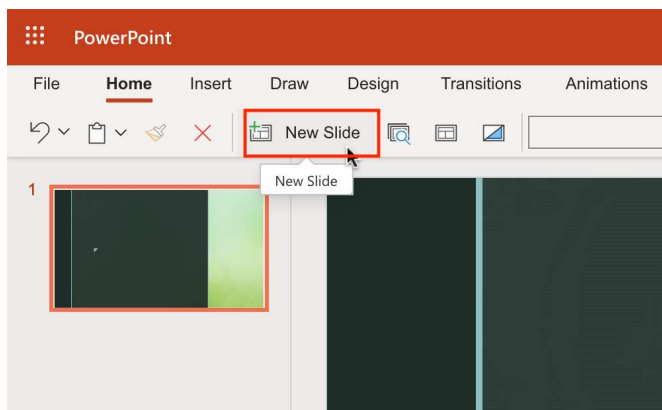 PowerPoint
File Home Insert Draw Design Transitions Animations
New Slide
New Slide
1